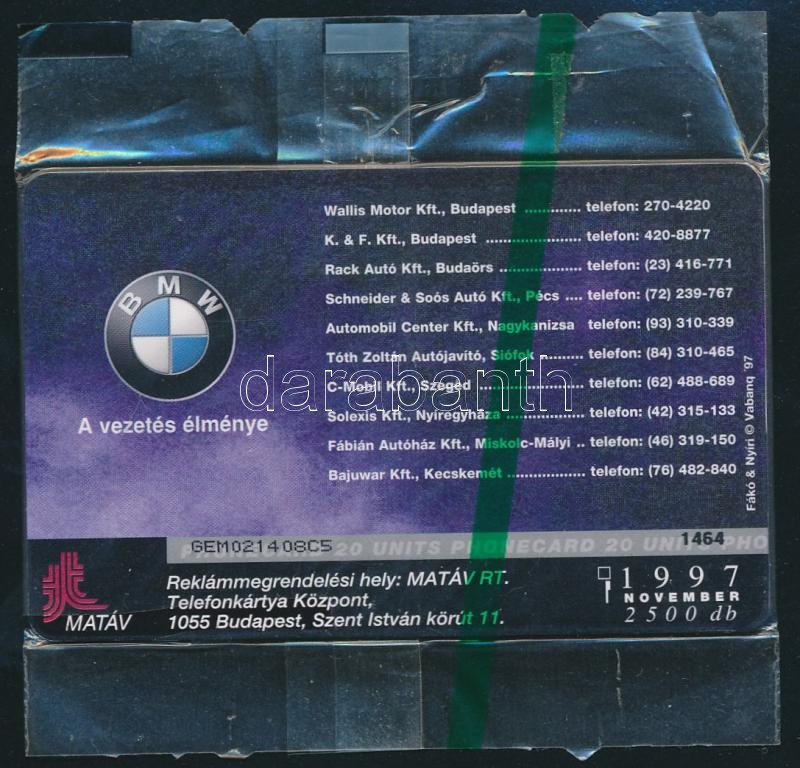 Wallis Motor Kft., Budapest ............. telefon: 270-4220
K. & F. Kft., Budapest ...................... telefon: 420-8877
Rack Autó Kft., Budaörs ................... telefon: (23) 416-771
Schneider & Soós Autó Kft., Pécs .... telefon: (72) 239-767
Automobil Center Kft., Nagykanizsa telefon: (93) 310-339
Tóth Zoltán Autójavító, Siófok .......... telefon: (84) 310-465
C-Mobil Kft., Szeged ........................ telefon: (62) 488-689
Solexis Kft., Nyíregyháza ................... telefon: (42) 315-133
Fábián Autóház Kft., Miskolc-Mályi .. telefon: (46) 319-150
Bajuwar Kft., Kecskemét .................. telefon: (76) 482-840
BMW
A vezetés élménye
darabanth
Fákó & Nyíri © Vabanq '97
GEM021408C5
PHONECARD 20 UNITS PHONECARD 20 UNITS PHO
1464
MATÁV
Reklámmegrendelési hely: MATÁV RT.
Telefonkártya Központ,
1055 Budapest, Szent István körút 11.
1997
NOVEMBER
2500 db